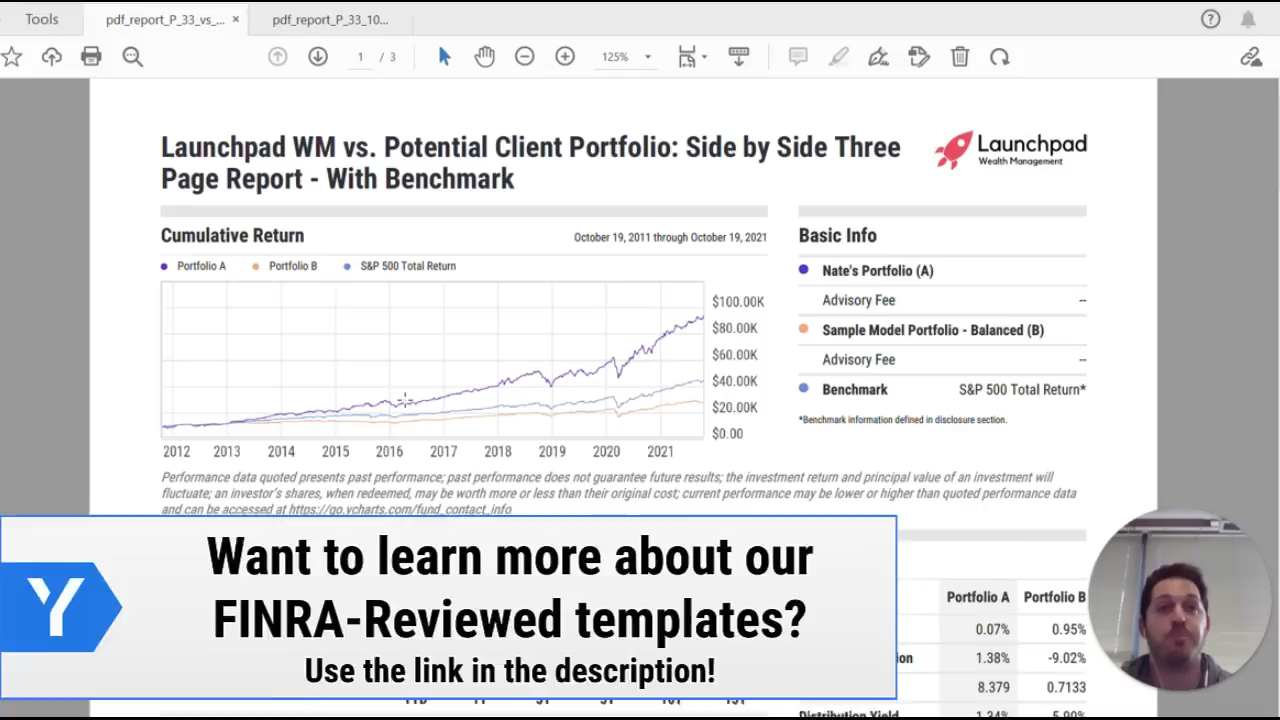 Tools
pdf_report_P_33_vs_... ×
pdf_report_P_33_10...
1 / 3
125%
Launchpad WM vs. Potential Client Portfolio: Side by Side Three
Page Report - With Benchmark
Launchpad
Wealth Management
Cumulative Return
October 19, 2011 through October 19, 2021
Portfolio A
Portfolio B
S&P 500 Total Return
$100.00K
$80.00K
$60.00K
$40.00K
$20.00K
$0.00
2012 2013 2014 2015 2016 2017 2018 2019 2020 2021
Basic Info
Nate's Portfolio (A)
Advisory Fee --
Sample Model Portfolio - Balanced (B)
Advisory Fee --
Benchmark S&P 500 Total Return*
*Benchmark information defined in disclosure section.
Performance data quoted presents past performance; past performance does not guarantee future results; the investment return and principal value of an investment will
fluctuate; an investor's shares, when redeemed, may be worth more or less than their original cost; current performance may be lower or higher than quoted performance data
and can be accessed at https://go.ycharts.com/fund_contact_info
Y
Want to learn more about our
FINRA-Reviewed templates?
Use the link in the description!
Portfolio A Portfolio B
0.07% 0.95%
1.38% -9.02%
8.379 0.7133
Distribution Yield 1.34% 5.90%